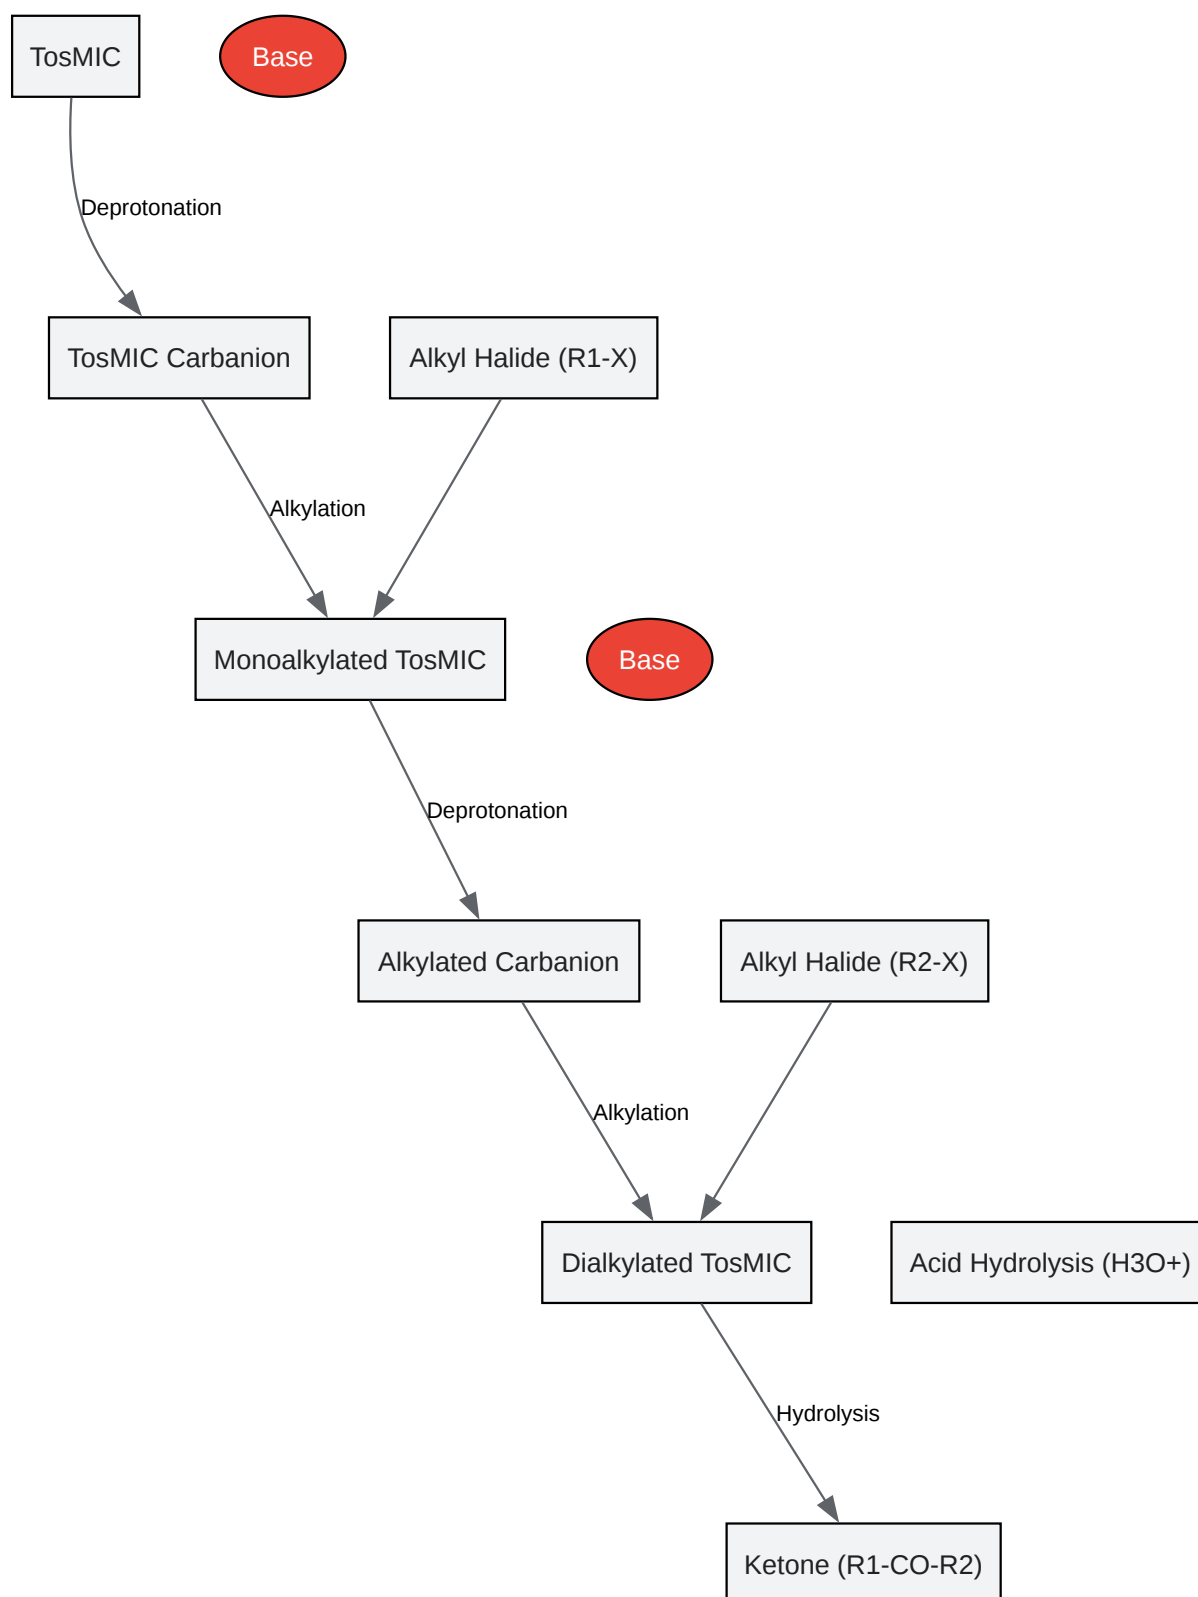 TosMIC
Base
Deprotonation
TosMIC Carbanion
Alkyl Halide (R1-X)
Alkylation
Monoalkylated TosMIC
Base
Deprotonation
Alkylated Carbanion
Alkyl Halide (R2-X)
Alkylation
Dialkylated TosMIC
Acid Hydrolysis (H3O+)
Hydrolysis
Ketone (R1-CO-R2)